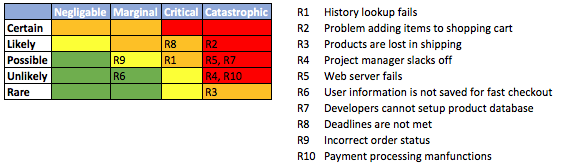 Negligable Marginal Critical Catastrophic
Certain
Likely R8 R2
Possible R9 R1 R5, R7
Unlikely R6 R4, R10
Rare R3
R1 History lookup fails
R2 Problem adding items to shopping cart
R3 Products are lost in shipping
R4 Project manager slacks off
R5 Web server fails
R6 User information is not saved for fast checkout
R7 Developers cannot setup product database
R8 Deadlines are not met
R9 Incorrect order status
R10 Payment processing manfunctions